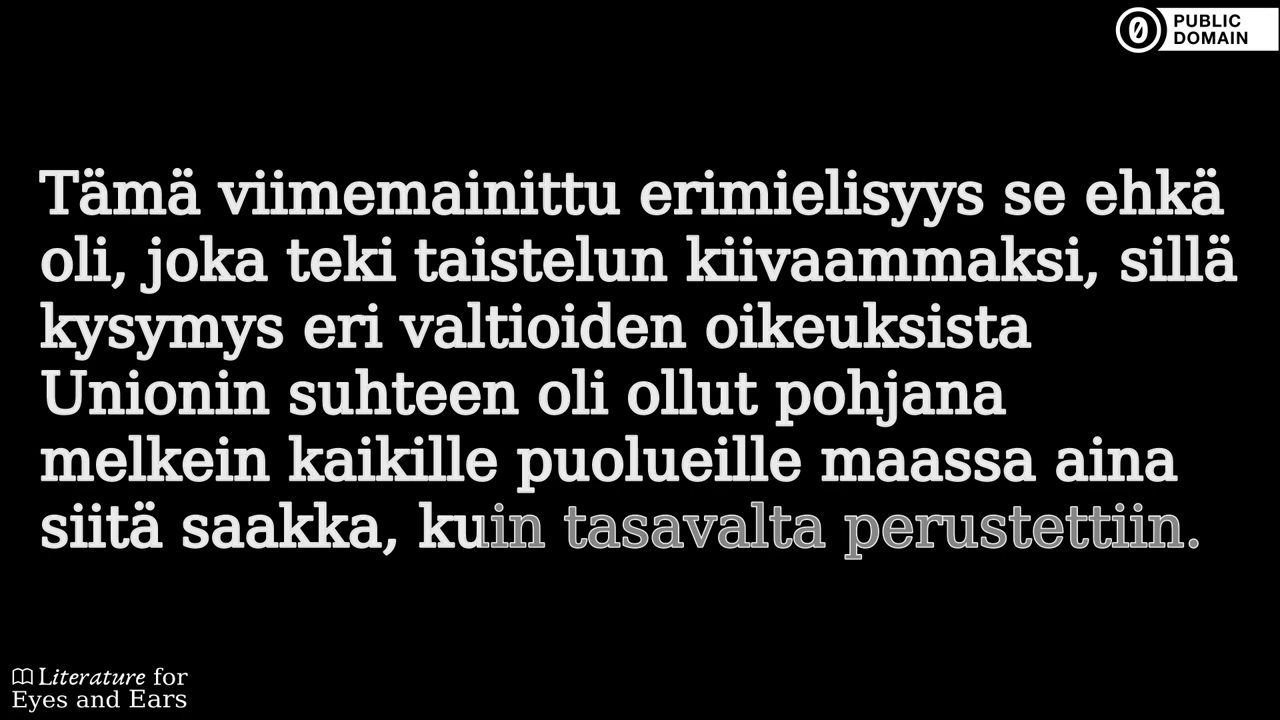 PUBLIC
DOMAIN
Tämä viimemainittu erimielisyys se ehkä
oli, joka teki taistelun kiivaammaksi, sillä
kysymys eri valtioiden oikeuksista
Unionin suhteen oli ollut pohjana
melkein kaikille puolueille maassa aina
siitä saakka, kuin tasavalta perustettiin.
Literature for
Eyes and Ears